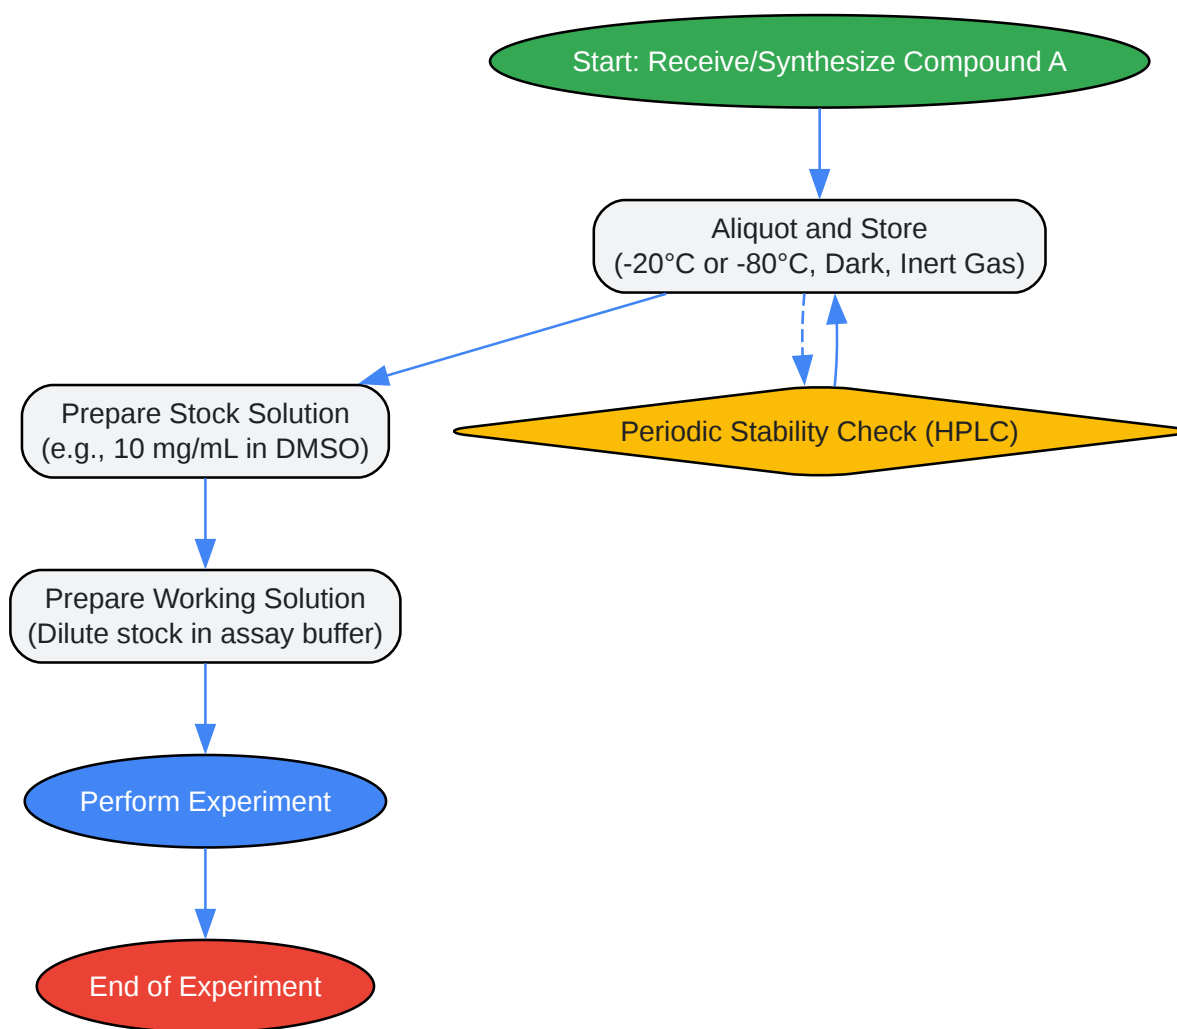 Start: Receive/Synthesize Compound A
Aliquot and Store
(-20°C or -80°C, Dark, Inert Gas)
Prepare Stock Solution
(e.g., 10 mg/mL in DMSO)
Periodic Stability Check (HPLC)
Prepare Working Solution
(Dilute stock in assay buffer)
Perform Experiment
End of Experiment